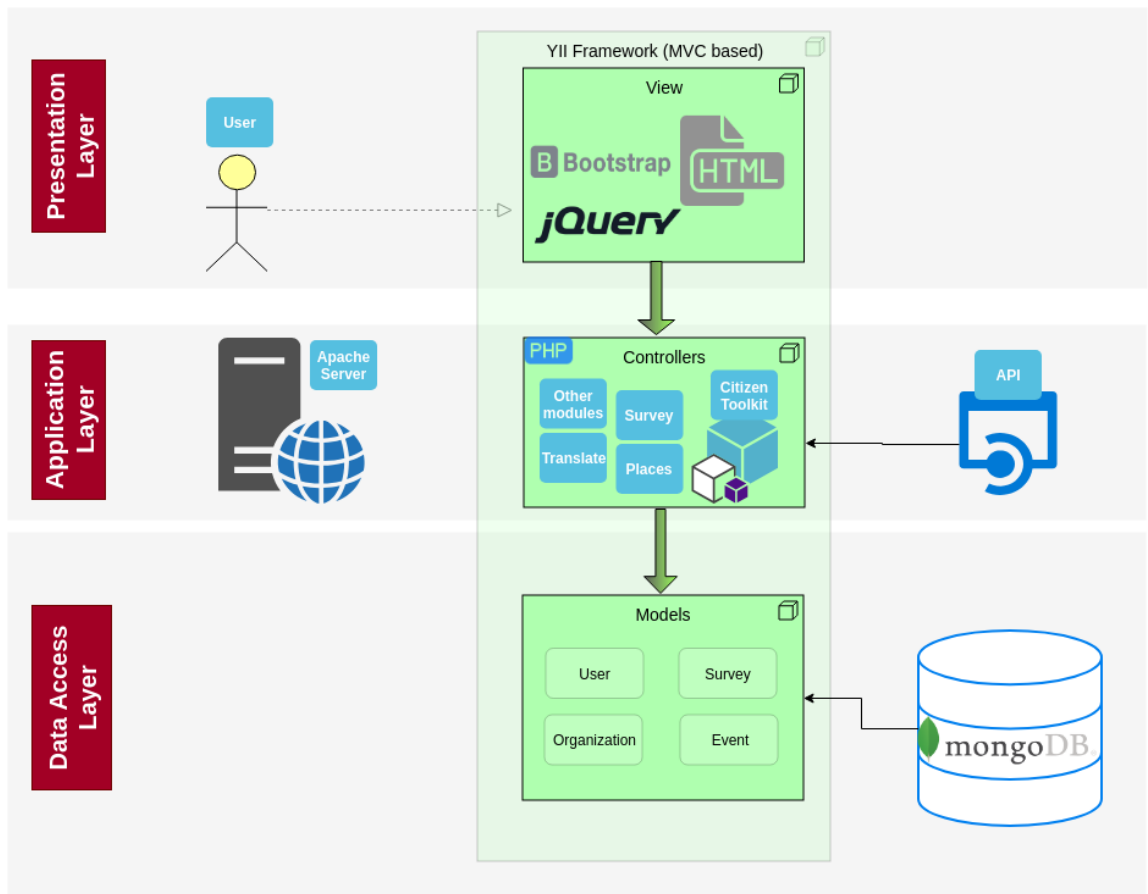 YII Framework (MVC based)
Presentation
Layer
User
View
B Bootstrap
HTML
jQuery
Application
Layer
Apache
Server
PHP
Controllers
Other
modules
Survey
Citizen
Toolkit
Translate
Places
API
Data Access
Layer
Models
User
Survey
Organization
Event
mongoDB.